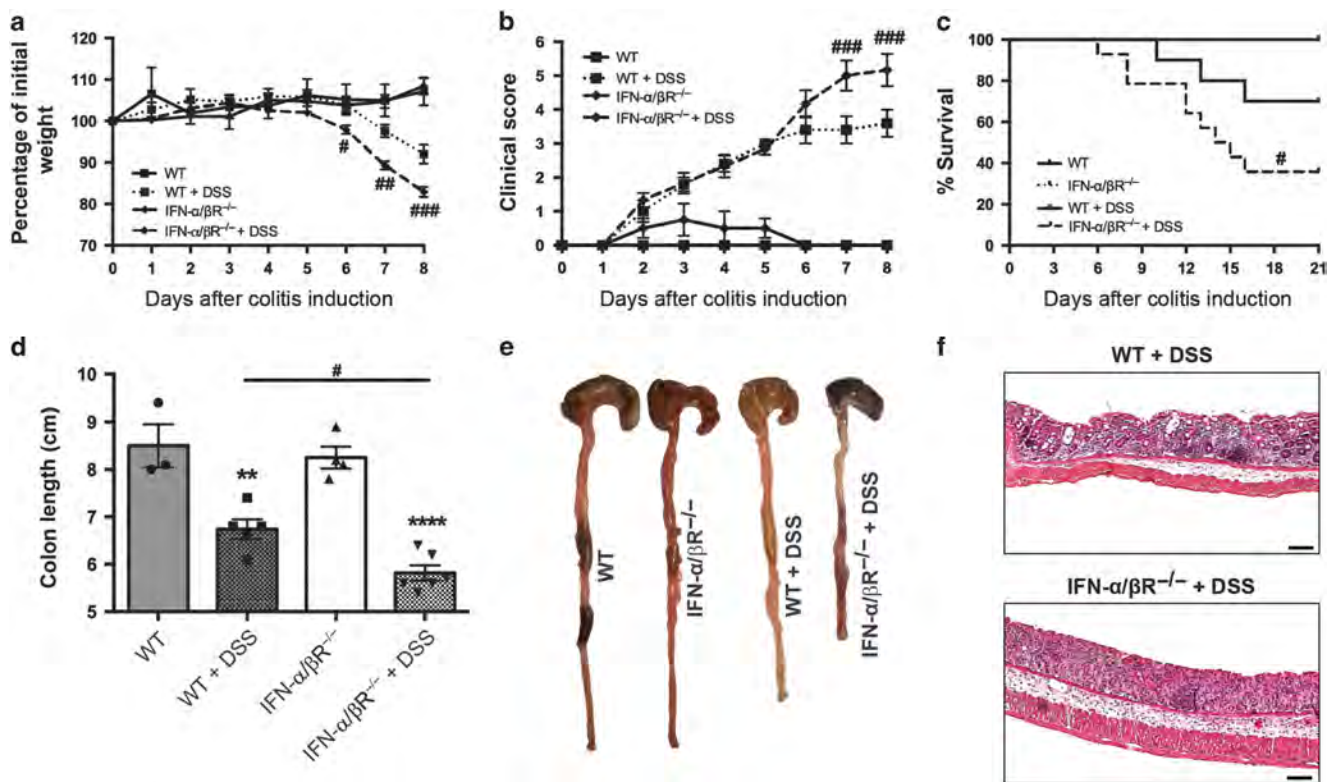 a
Percentage of initial
weight
120
110
100
90
80
70
0 1 2 3 4 5 6 7 8
WT
WT + DSS
IFN-α/βR−/−
IFN-α/βR−/− + DSS
#
##
###
Days after colitis induction
b
Clinical score
6
5
4
3
2
1
0
0 1 2 3 4 5 6 7 8
WT
WT + DSS
IFN-α/βR−/−
IFN-α/βR−/− + DSS
###
###
Days after colitis induction
c
% Survival
100
80
60
40
20
0
0 3 6 9 12 15 18 21
WT
IFN-α/βR−/−
WT + DSS
IFN-α/βR−/− + DSS
#
Days after colitis induction
d
Colon length (cm)
10
9
8
7
6
5
#
**
****
WT
WT + DSS
IFN-α/βR−/−
IFN-α/βR−/− + DSS
e
WT
IFN-α/βR−/−
WT + DSS
IFN-α/βR−/− + DSS
f
WT + DSS
IFN-α/βR−/− + DSS